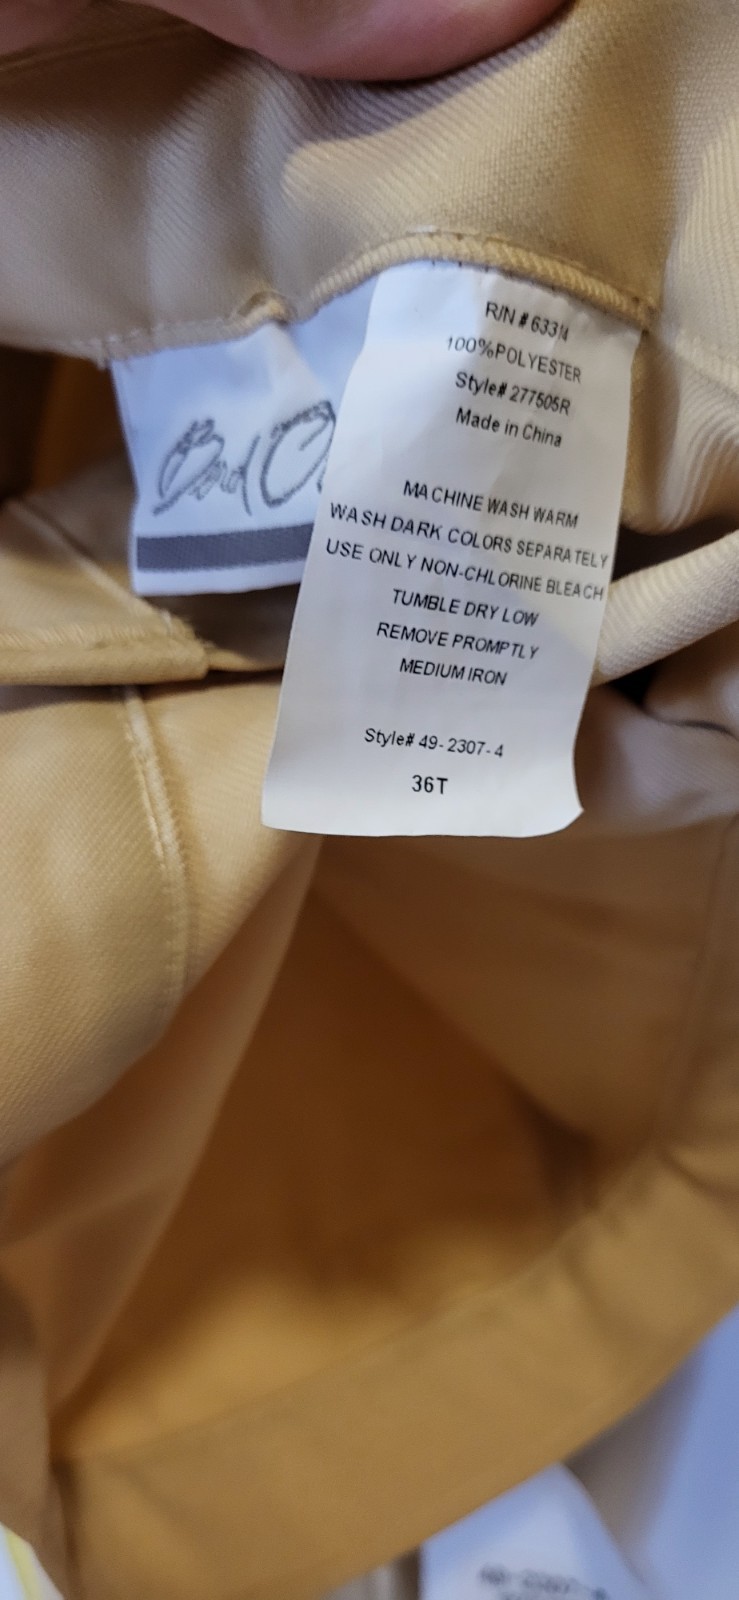 R/N # 63314
100%POLYESTER
Style# 277505R
Made in China
MACHINE WASH WARM
WASH DARK COLORS SEPARATELY
USE ONLY NON-CHLORINE BLEACH
TUMBLE DRY LOW
REMOVE PROMPTLY
MEDIUM IRON
Style# 49-2307-4
36T